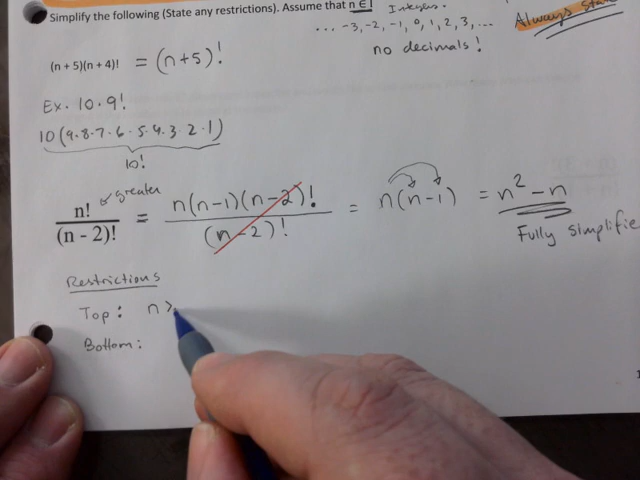 Simplify the following (State any restrictions). Assume that n ∈ I
Integers.
Always
... -3, -2, -1, 0, 1, 2, 3, ...
no decimals!
(n + 5)(n + 4)! = (n+5)!
Ex. 10·9!
10(9·8·7·6·5·4·3·2·1)
10!
greater
n!/(n - 2)! = n(n-1)(n-2)!/(n-2)! = n(n-1) = n² - n
Fully Simplifie
Restrictions
Top: n >
Bottom: